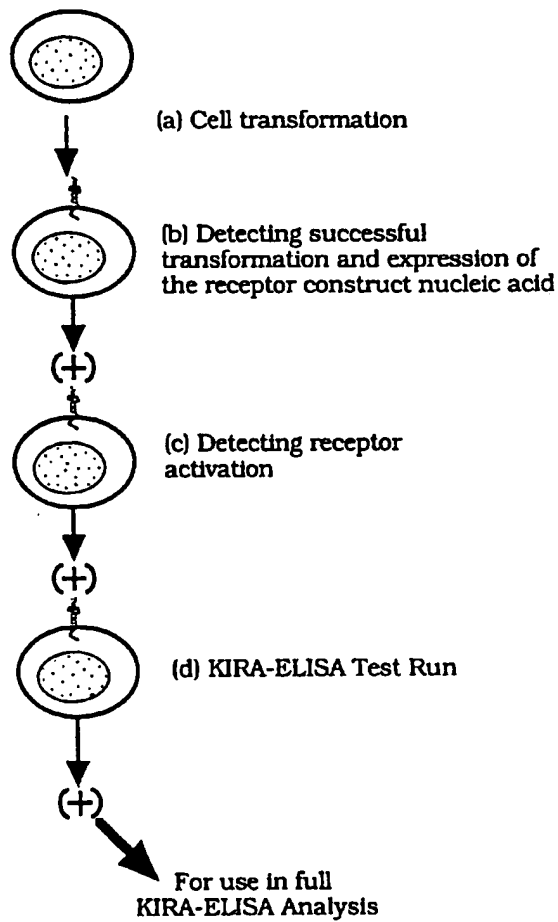 (a) Cell transformation
(b) Detecting successful
transformation and expression of
the receptor construct nucleic acid
(+)
(c) Detecting receptor
activation
(+)
(d) KIRA-ELISA Test Run
(+)
For use in full
KIRA-ELISA Analysis